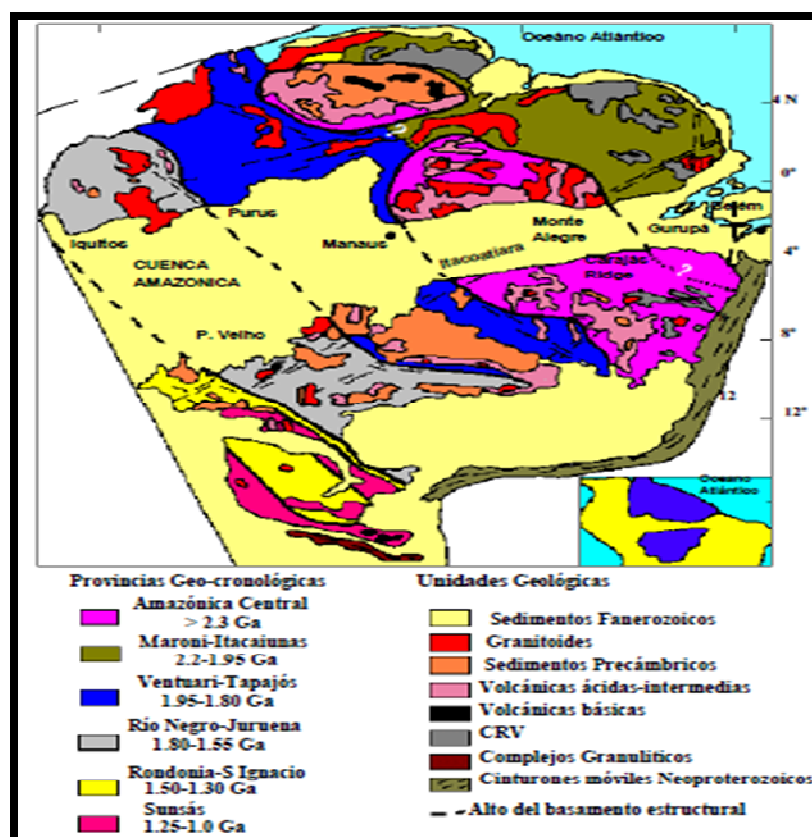 Oceáno Atlántico
4 N
0°
Belém
Purus
Monte
Alegre
Gurupá
Iquitos
Manaus
Itacoatiara
4°
CUENCA
AMAZONICA
Carajás
Ridge
?
?
P. Velho
8°
12
12°
Oceáno
Atlántico
Provincias Geo-cronológicas
Amazónica Central
> 2.3 Ga
Maroni-Itacaiunas
2.2-1.95 Ga
Ventuari-Tapajós
1.95-1.80 Ga
Río Negro-Juruena
1.80-1.55 Ga
Rondonia-S Ignacio
1.50-1.30 Ga
Sunsás
1.25-1.0 Ga
Unidades Geológicas
Sedimentos Fanerozoicos
Granitoides
Sedimentos Precámbricos
Volcánicas ácidas-intermedias
Volcánicas básicas
CRV
Complejos Granulíticos
Cinturones móviles Neoproterozoicos
Alto del basamento estructural